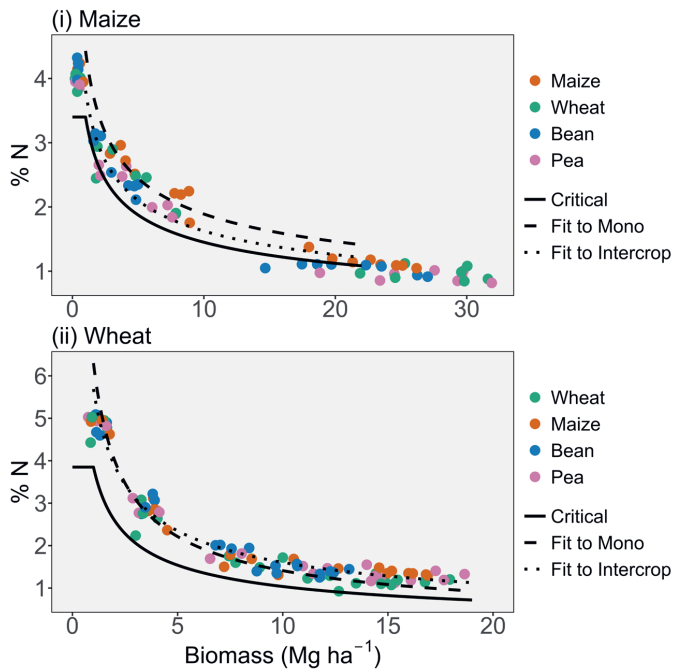 (i) Maize
% N
4
3
2
1
0
10
20
30
Maize
Wheat
Bean
Pea
Critical
Fit to Mono
Fit to Intercrop
(ii) Wheat
% N
6
5
4
3
2
1
0
5
10
15
20
Biomass (Mg ha⁻¹)
Wheat
Maize
Bean
Pea
Critical
Fit to Mono
Fit to Intercrop